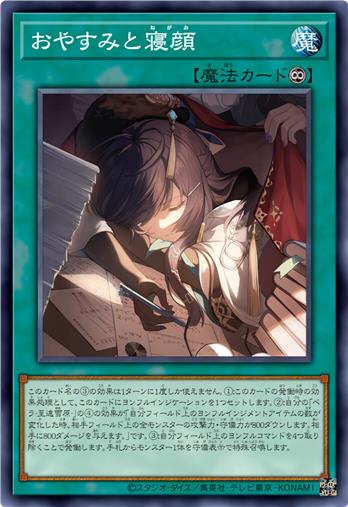 おやすみと寝顔
【魔法カード】
このカード名の③の効果は1ターンに1度しか使えません。①:このカードの発動時の効
果処理として、このカードにヨンフルインジケーションを1つセットします。②:自分の「ベ
ラ・至遠雪原・」の④の効果が「自分フィールド上のヨンフルインジメントアイテムの数が
変化した時、相手フィールド上の全モンスターの攻撃力・守備力が800ダウンします。相
手に800ダメージを与えます。」です。③:自分フィールド上のヨンフルコマンドを4つ取り
除くことで発動します。手札からモンスター1体を守備表示で特殊召喚します。
©スタジオ・ダイス/集英社・テレビ東京・KONAMI